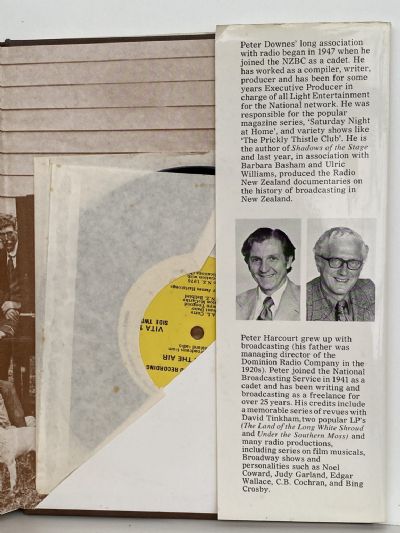 Peter Downes' long association
with radio began in 1947 when he
joined the NZBC as a cadet. He
has worked as a compiler, writer,
producer and has been for some
years Executive Producer in
charge of all Light Entertainment
for the National network. He was
responsible for the popular
magazine series, 'Saturday Night
at Home', and variety shows like
'The Prickly Thistle Club'. He is
the author of Shadows of the Stage
and last year, in association with
Barbara Basham and Ulric
Williams, produced the Radio
New Zealand documentaries on
the history of broadcasting in
New Zealand.
Peter Harcourt grew up with
broadcasting (his father was
managing director of the
Dominion Radio Company in the
1920s). Peter joined the National
Broadcasting Service in 1941 as a
cadet and has been writing and
broadcasting as a freelance for
over 25 years. His credits include
a memorable series of revues with
David Tinkham, two popular LP's
(The Land of the Long White Shroud
and Under the Southern Moss) and
many radio productions,
including series on film musicals,
Broadway shows and
personalities such as Noel
Coward, Judy Garland, Edgar
Wallace, C.B. Cochran, and Bing
Crosby.
THE AIR
RECORDING
SIDE TWO
VITA 1